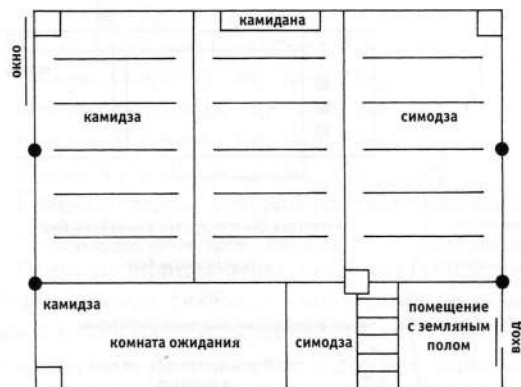 камидана
окно
камидза
симодза
камидза
комната ожидания
симодза
помещение
с земляным
полом
вход